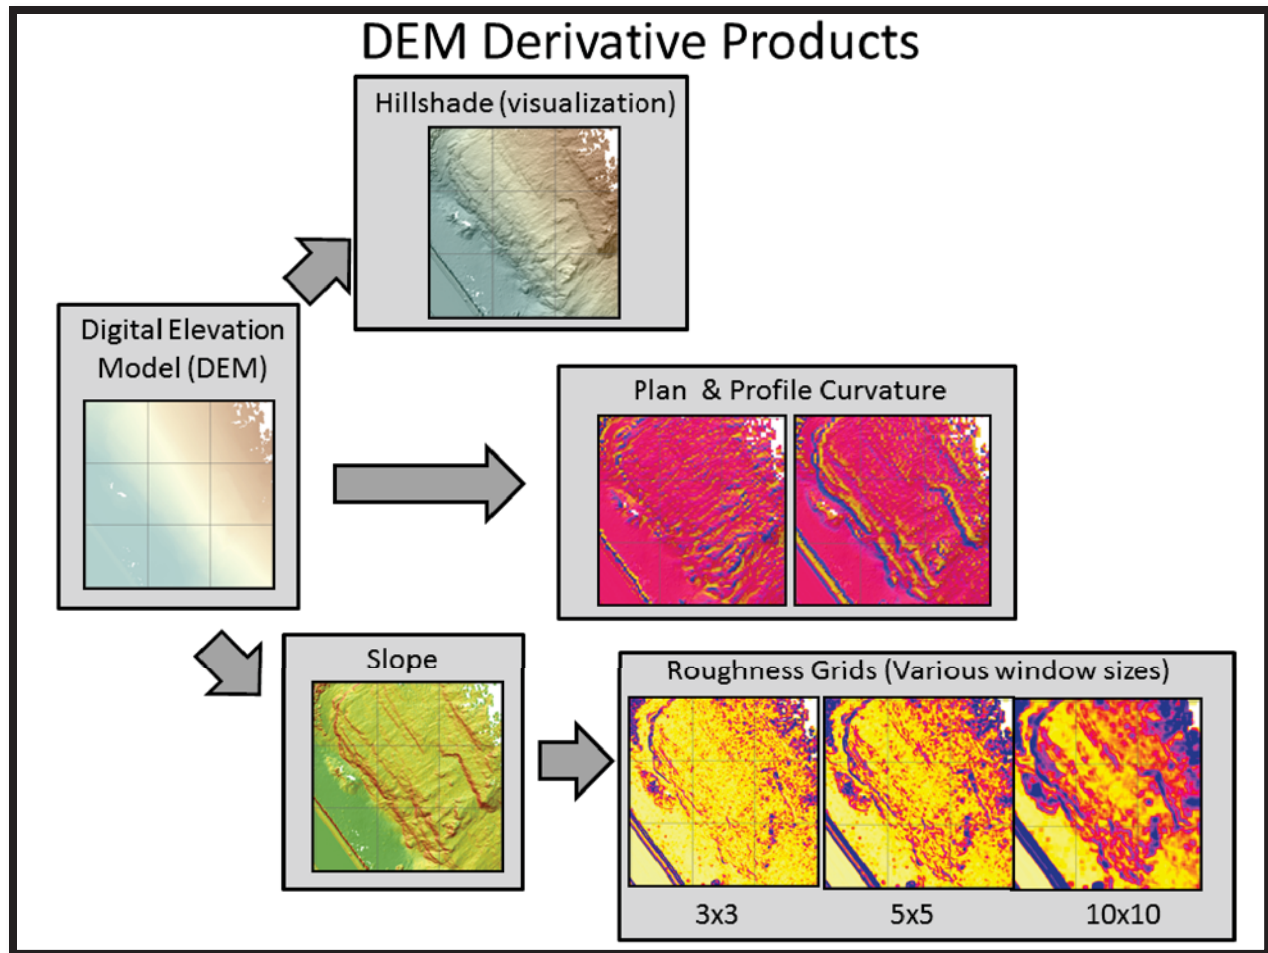 DEM Derivative Products
Hillshade (visualization)
Digital Elevation
Model (DEM)
Plan & Profile Curvature
Slope
Roughness Grids (Various window sizes)
3x3
5x5
10x10